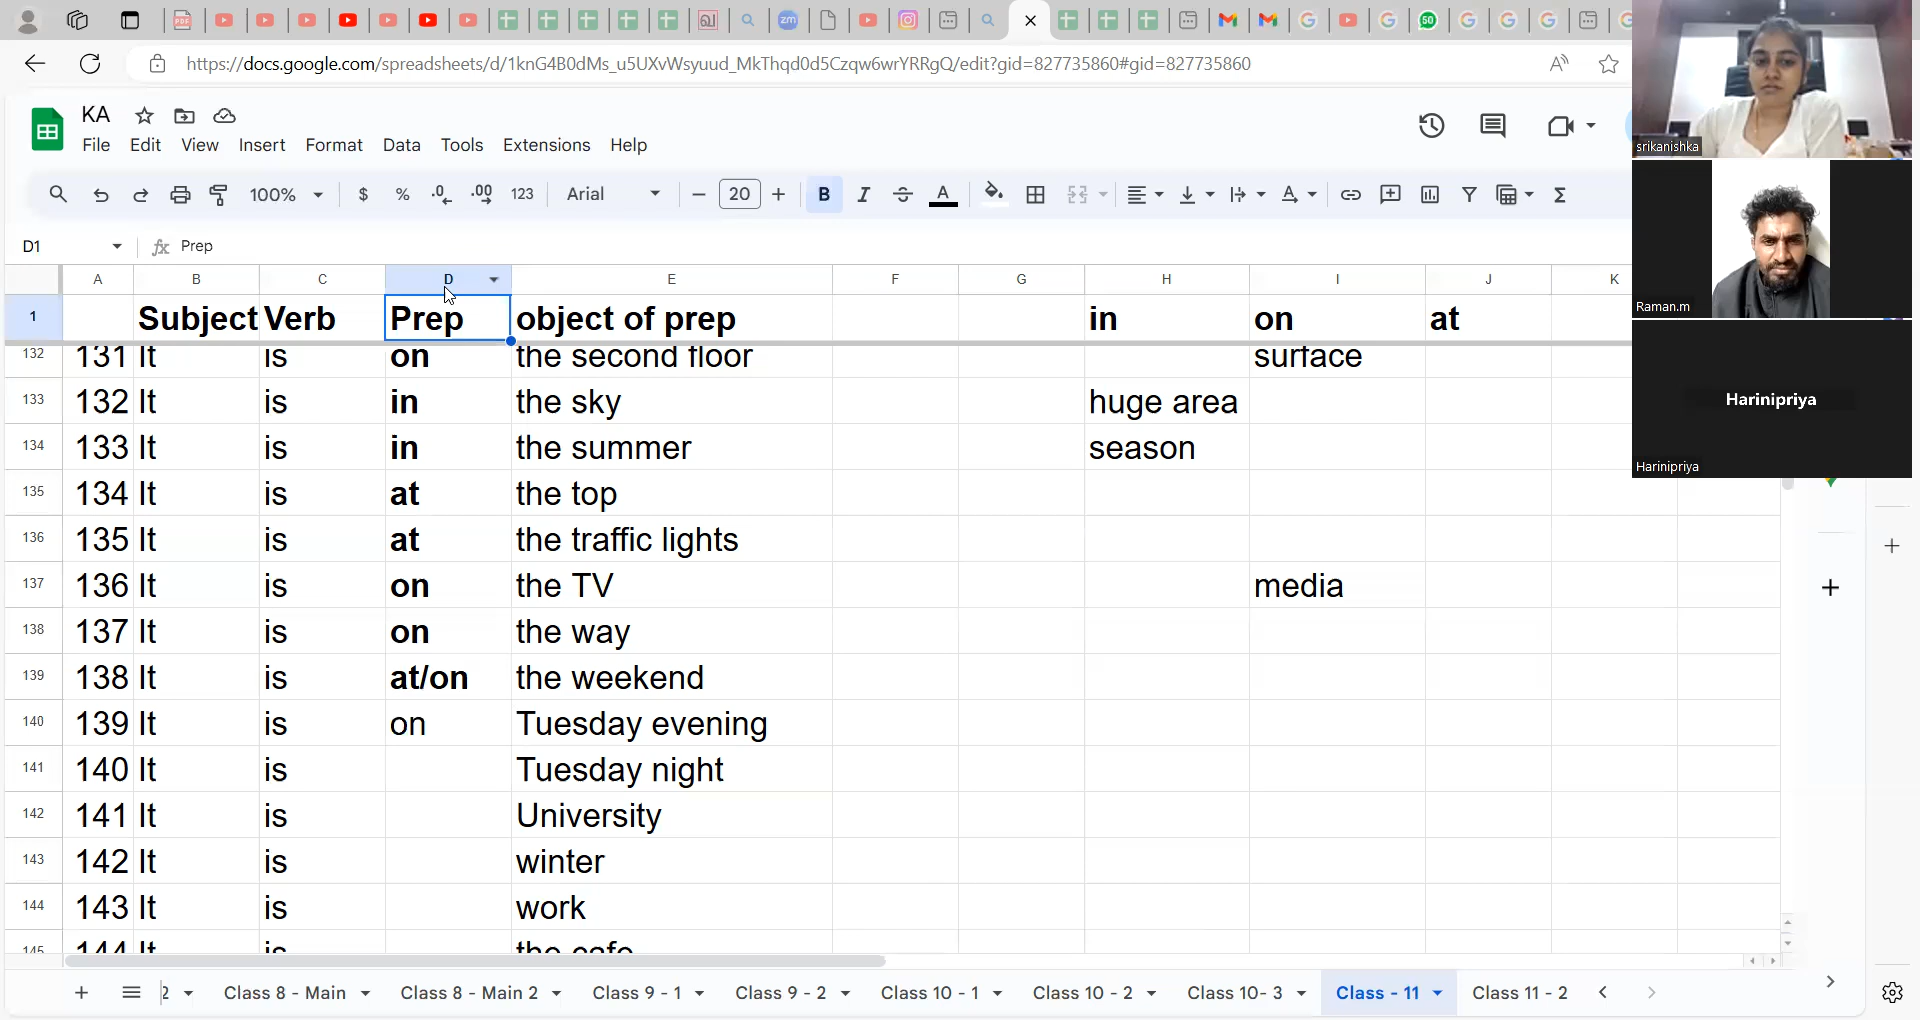 https://docs.google.com/spreadsheets/d/1knG4B0dMs_u5UXvWsyuud_MkThqd0d5Czqw6wrYRRgQ/edit?gid=827735860#gid=827735860
KA
File Edit View Insert Format Data Tools Extensions Help
100% $ % .0 .00 123 Arial 20 B I A
D1 fx Prep
A B C D E F G H I J K
1 Subject Verb Prep object of prep in on at
132 131 It is on the second floor surface
133 132 It is in the sky huge area
134 133 It is in the summer season
135 134 It is at the top
136 135 It is at the traffic lights
137 136 It is on the TV media
138 137 It is on the way
139 138 It is at/on the weekend
140 139 It is on Tuesday evening
141 140 It is Tuesday night
142 141 It is University
143 142 It is winter
144 143 It is work
145 144 It is the cafe
2 Class 8 - Main Class 8 - Main 2 Class 9 - 1 Class 9 - 2 Class 10 - 1 Class 10 - 2 Class 10- 3 Class - 11 Class 11 - 2
srikanishka
Raman.m
Harinipriya
Harinipriya